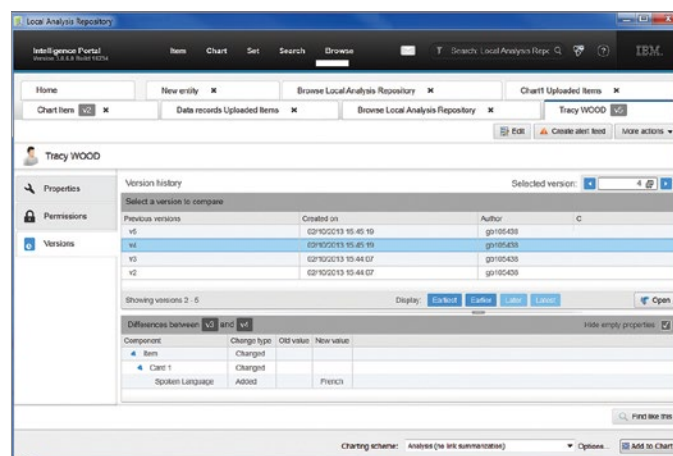 Local Analysis Repository
Intelligence Portal
Item Chart Set Search Browse
Search: Local Analysis Repc
IBM.
Home New entity Browse Local Analysis Repository Chart1 Uploaded Items
Chart Item v2 Data records Uploaded Items Browse Local Analysis Repository Tracy WOOD v5
Edit Create alert feed More actions
Tracy WOOD
Properties
Permissions
Versions
Version history Selected version: 4
Select a version to compare
Previous versions Created on Author C
v5 02/10/2013 15:45:19 gb105438
v4 02/10/2013 15:45:19 gb105438
v3 02/10/2013 15:44:07 gb105438
v2 02/10/2013 15:44:07 gb105438
Showing versions 2 - 5 Display: Earliest Earlier Later Latest Open
Differences between v3 and v4 Hide empty properties
Component Change type Old value New value
Item Changed
Card 1 Changed
Spoken Language Added French
Find like this
Charting scheme: Analysis (no link summarization) Options... Add to Chart